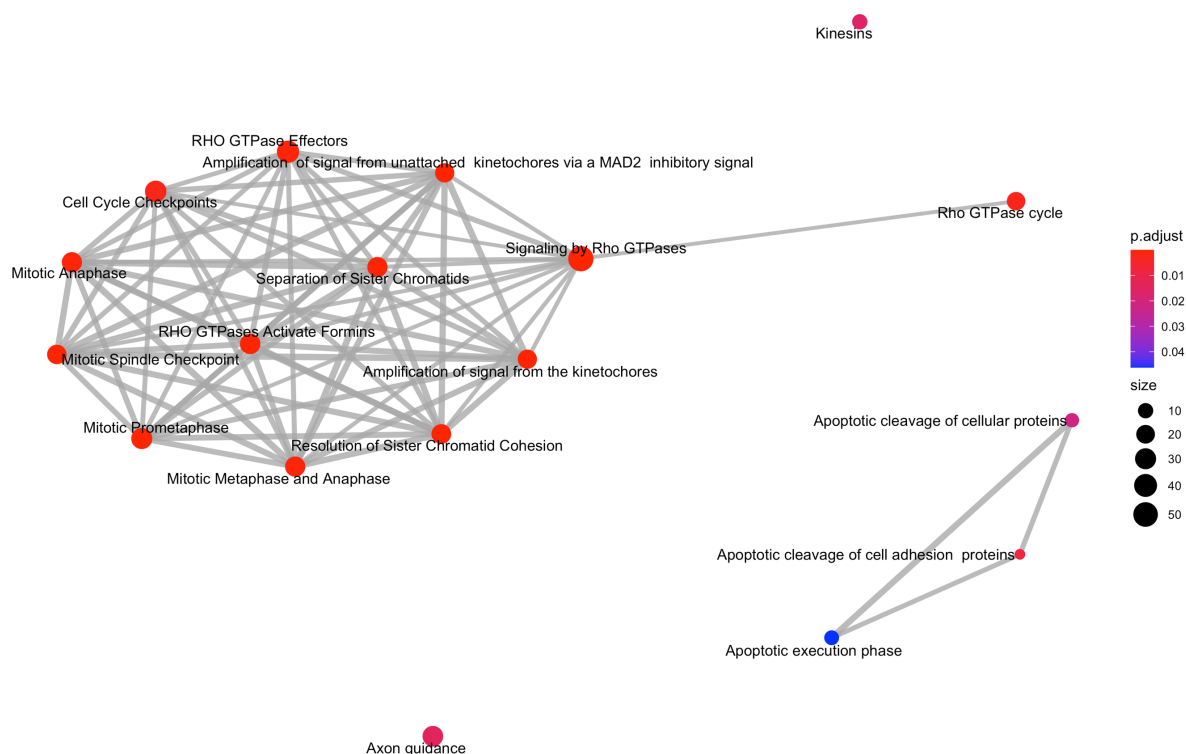 Kinesins
RHO GTPase Effectors
Amplification of signal from unattached kinetochores via a MAD2 inhibitory signal
Cell Cycle Checkpoints
Rho GTPase cycle
p.adjust
Signaling by Rho GTPases
Mitotic Anaphase
Separation of Sister Chromatids
0.01
0.02
0.03
0.04
RHO GTPases Activate Formins
Mitotic Spindle Checkpoint
Amplification of signal from the kinetochores
size
10
20
30
40
50
Apoptotic cleavage of cellular proteins
Mitotic Prometaphase
Resolution of Sister Chromatid Cohesion
Mitotic Metaphase and Anaphase
Apoptotic cleavage of cell adhesion proteins
Apoptotic execution phase
Axon guidance